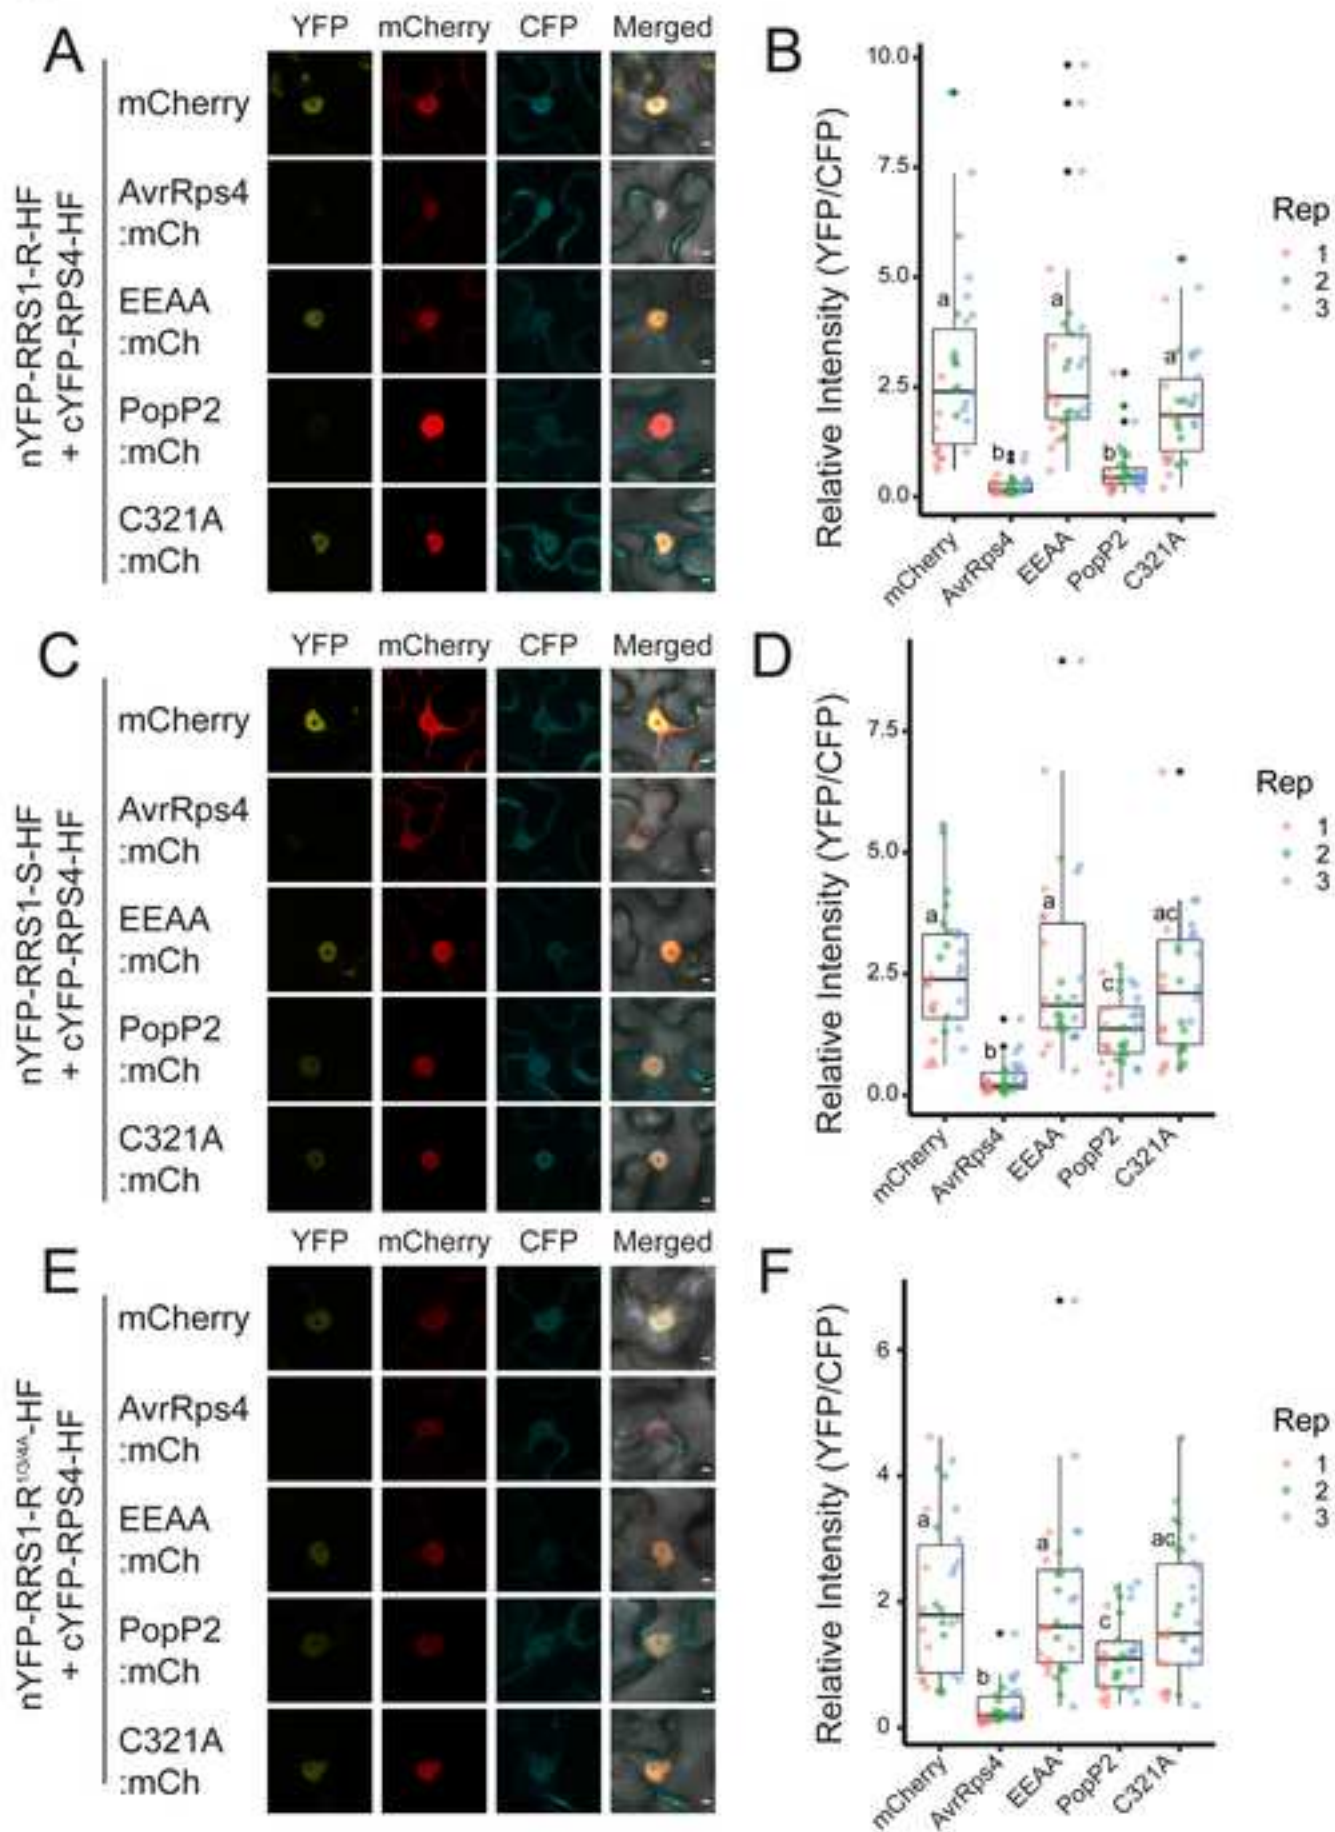 A
YFP mCherry CFP Merged
nYFP-RRS1-R-HF
+ cYFP-RPS4-HF
mCherry
AvrRps4
:mCh
EEAA
:mCh
PopP2
:mCh
C321A
:mCh
B
Relative Intensity (YFP/CFP)
10.0
7.5
5.0
2.5
0.0
a
b
a
b
a
mCherry
AvrRps4
EEAA
PopP2
C321A
Rep
1
2
3
C
YFP mCherry CFP Merged
nYFP-RRS1-S-HF
+ cYFP-RPS4-HF
mCherry
AvrRps4
:mCh
EEAA
:mCh
PopP2
:mCh
C321A
:mCh
D
Relative Intensity (YFP/CFP)
7.5
5.0
2.5
0.0
a
b
a
c
ac
mCherry
AvrRps4
EEAA
PopP2
C321A
Rep
1
2
3
E
YFP mCherry CFP Merged
+ cYFP-RPS4-HF
mCherry
AvrRps4
:mCh
EEAA
:mCh
PopP2
:mCh
C321A
:mCh
F
Relative Intensity (YFP/CFP)
6
4
2
0
a
b
a
c
ac
mCherry
AvrRps4
EEAA
PopP2
C321A
Rep
1
2
3